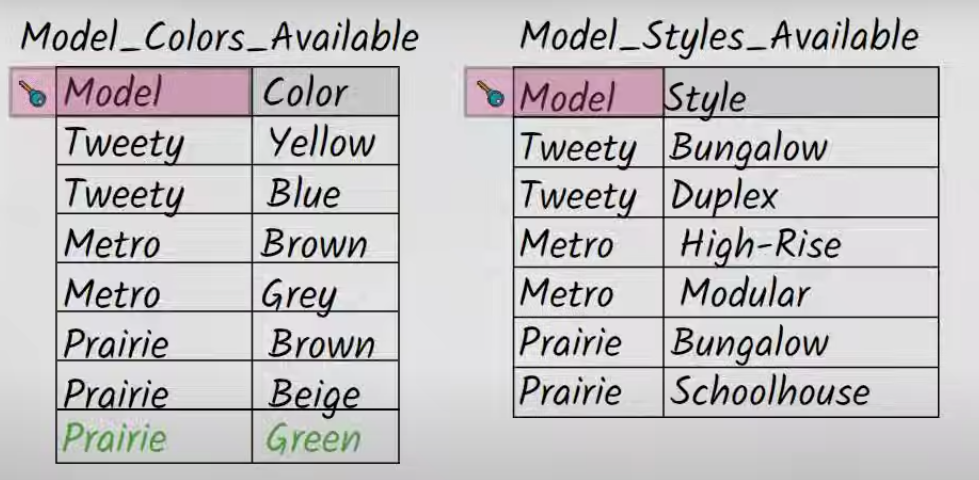 Model_Colors_Available
Model Color
Tweety Yellow
Tweety Blue
Metro Brown
Metro Grey
Prairie Brown
Prairie Beige
Prairie Green
Model_Styles_Available
Model Style
Tweety Bungalow
Tweety Duplex
Metro High-Rise
Metro Modular
Prairie Bungalow
Prairie Schoolhouse